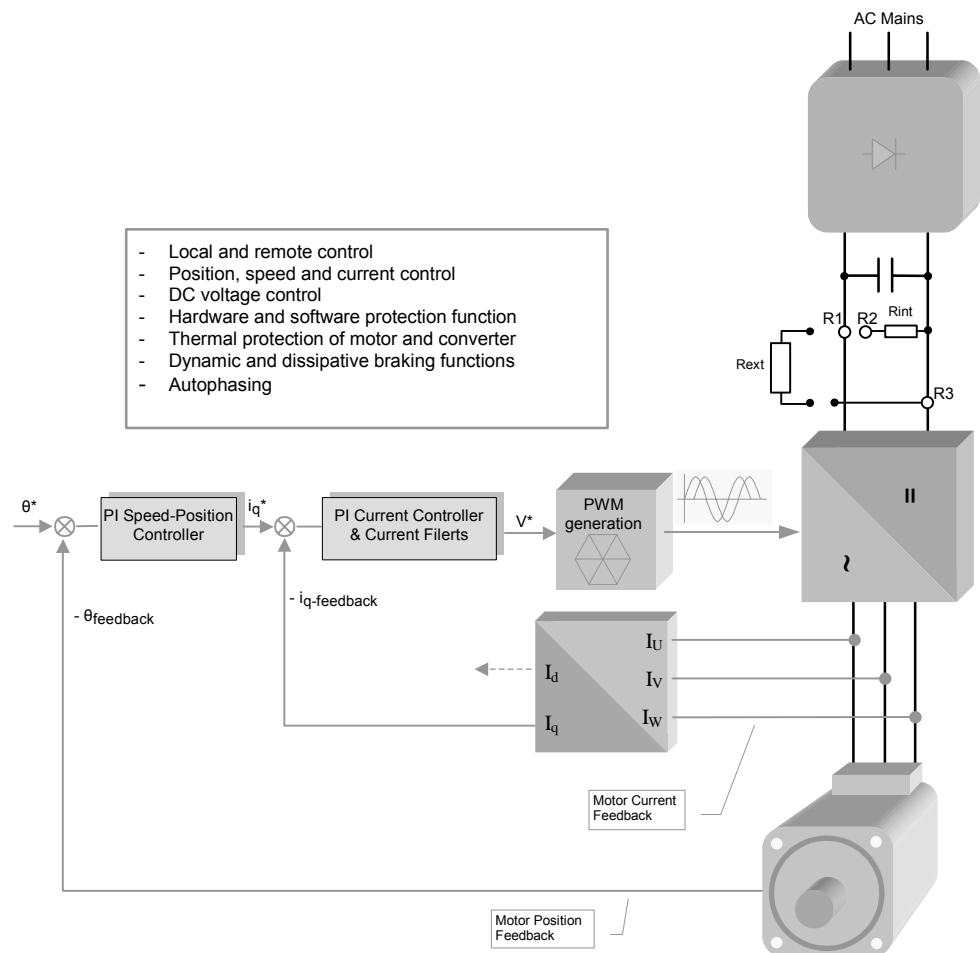 AC Mains
- Local and remote control
- Position, speed and current control
- DC voltage control
- Hardware and software protection function
- Thermal protection of motor and converter
- Dynamic and dissipative braking functions
- Autophasing
R1
R2
Rint
Rext
R3
θ*
PI Speed-Position
Controller
iq*
PI Current Controller
& Current Filerts
V*
PWM
generation
=
~
- θfeedback
- iq-feedback
Id
Iq
IU
IV
IW
Motor Current
Feedback
Motor Position
Feedback